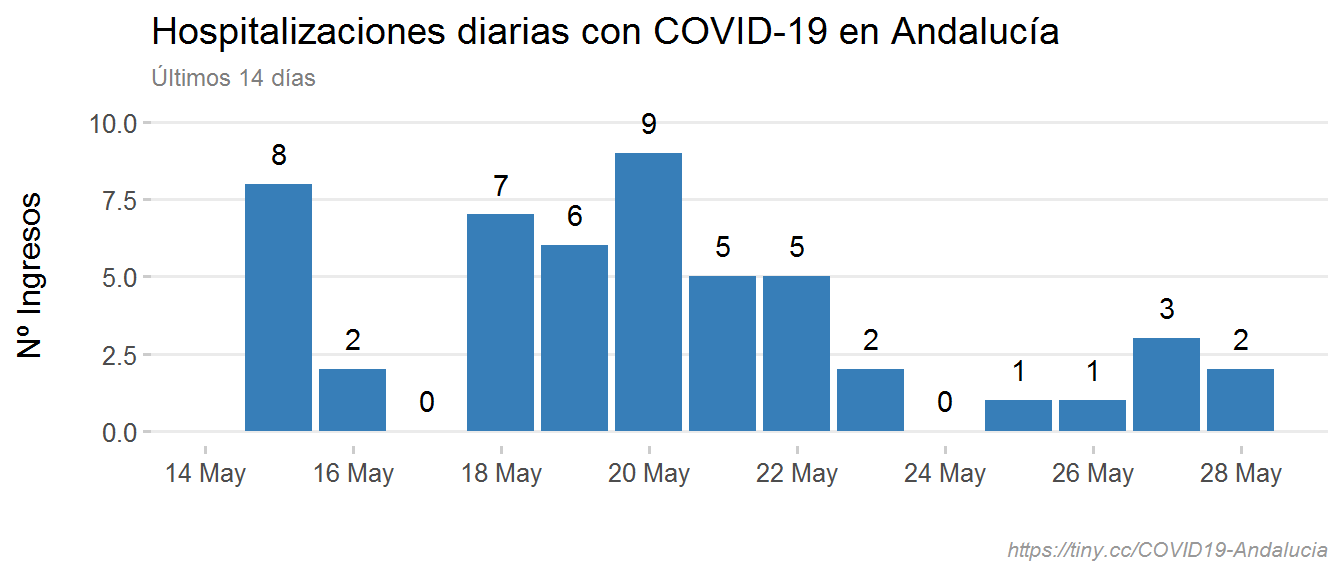 Hospitalizaciones diarias con COVID-19 en Andalucía
Últimos 14 días
Nº Ingresos
10.0
7.5
5.0
2.5
0.0
8
2
0
7
6
9
5
5
2
0
1
1
3
2
14 May
16 May
18 May
20 May
22 May
24 May
26 May
28 May
https://tiny.cc/COVID19-Andalucia